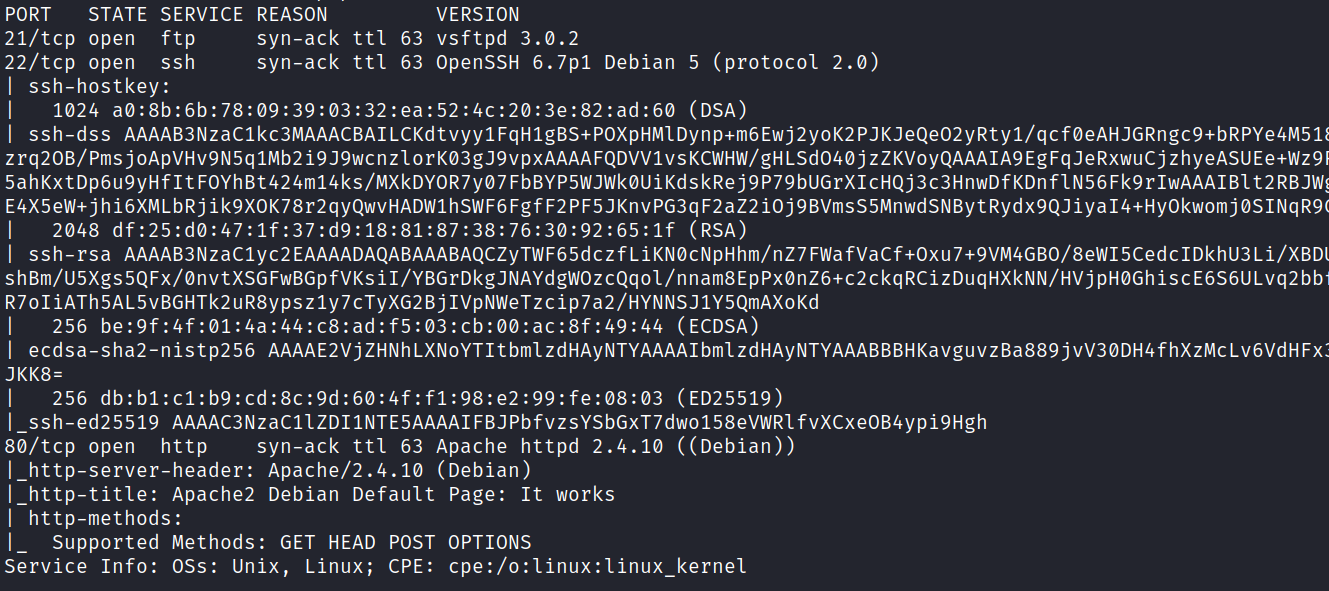 PORT   STATE SERVICE REASON         VERSION
21/tcp open  ftp     syn-ack ttl 63 vsftpd 3.0.2
22/tcp open  ssh     syn-ack ttl 63 OpenSSH 6.7p1 Debian 5 (protocol 2.0)
| ssh-hostkey:
|   1024 a0:8b:6b:78:09:39:03:32:ea:52:4c:20:3e:82:ad:60 (DSA)
| ssh-dss AAAAB3NzaC1kc3MAAACBAILCKdtvyy1FqH1gBS+POXpHMlDynp+m6Ewj2yoK2PJKJeQeO2yRty1/qcf0eAHJGRngc9+bRPYe4M518
zrq2OB/PmsjoApVHv9N5q1Mb2i9J9wcnzlorK03gJ9vpxAAAAFQDVV1vsKCWHW/gHLSdO40jzZKVoyQAAAIA9EgFqJeRxwuCjzhyeASUEe+Wz9F
5ahKxtDp6u9yHfItFOYhBt424m14ks/MXkDYOR7y07FbBYP5WJWk0UiKdskRej9P79bUGrXIcHQj3c3HnwDfKDnflN56Fk9rIwAAAIBlt2RBJWg
E4X5eW+jhi6XMLbRjik9XOK78r2qyQwvHADW1hSWF6FgfF2PF5JKnvPG3qF2aZ2iOj9BVmsS5MnwdSNBytRydx9QJiyaI4+HyOkwomj0SINqR9
|   2048 df:25:d0:47:1f:37:d9:18:81:87:38:76:30:92:65:1f (RSA)
| ssh-rsa AAAAB3NzaC1yc2EAAAADAQABAAABAQCZyTWF65dczfLiKN0cNpHhm/nZ7FWafVaCf+Oxu7+9VM4GBO/8eWI5CedcIDkhU3Li/XBDU
shBm/U5Xgs5QFx/0nvtXSGFwBGpfVKsiI/YBGrDkgJNAYdgWOzcQqol/nnam8EpPx0nZ6+c2ckqRCizDuqHXkNN/HVjpH0GhiscE6S6ULvq2bbf
R7oIiATh5AL5vBGHTk2uR8ypsz1y7cTyXG2BjIVpNWeTzcip7a2/HYNNSJ1Y5QmAXoKd
|   256 be:9f:4f:01:4a:44:c8:ad:f5:03:cb:00:ac:8f:49:44 (ECDSA)
| ecdsa-sha2-nistp256 AAAAE2VjZHNhLXNoYTItbmlzdHAyNTYAAAAIbmlzdHAyNTYAAABBBHKavguvzBa889jvV30DH4fhXzMcLv6VdHFx3
JKK8=
|   256 db:b1:c1:b9:cd:8c:9d:60:4f:f1:98:e2:99:fe:08:03 (ED25519)
|_ssh-ed25519 AAAAC3NzaC1lZDI1NTE5AAAAIFBJPbfvzsYSbGxT7dwo158eVWRlfvXCxeOB4ypi9Hgh
80/tcp open  http    syn-ack ttl 63 Apache httpd 2.4.10 ((Debian))
|_http-server-header: Apache/2.4.10 (Debian)
|_http-title: Apache2 Debian Default Page: It works
| http-methods:
|_  Supported Methods: GET HEAD POST OPTIONS
Service Info: OSs: Unix, Linux; CPE: cpe:/o:linux:linux_kernel